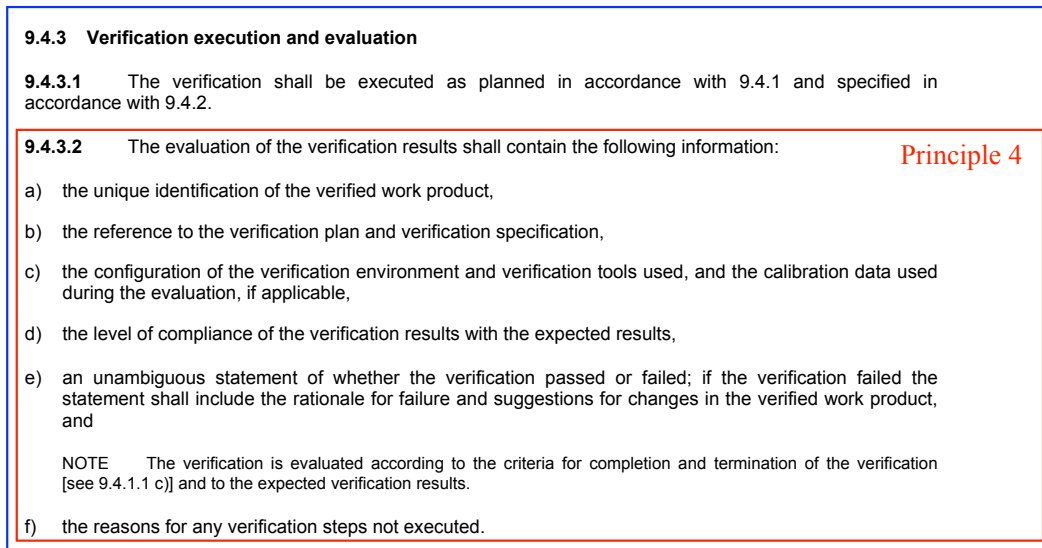 9.4.3 Verification execution and evaluation
9.4.3.1 The verification shall be executed as planned in accordance with 9.4.1 and specified in
accordance with 9.4.2.
9.4.3.2 The evaluation of the verification results shall contain the following information:
Principle 4
a) the unique identification of the verified work product,
b) the reference to the verification plan and verification specification,
c) the configuration of the verification environment and verification tools used, and the calibration data used
during the evaluation, if applicable,
d) the level of compliance of the verification results with the expected results,
e) an unambiguous statement of whether the verification passed or failed; if the verification failed the
statement shall include the rationale for failure and suggestions for changes in the verified work product,
and
NOTE The verification is evaluated according to the criteria for completion and termination of the verification
[see 9.4.1.1 c)] and to the expected verification results.
f) the reasons for any verification steps not executed.